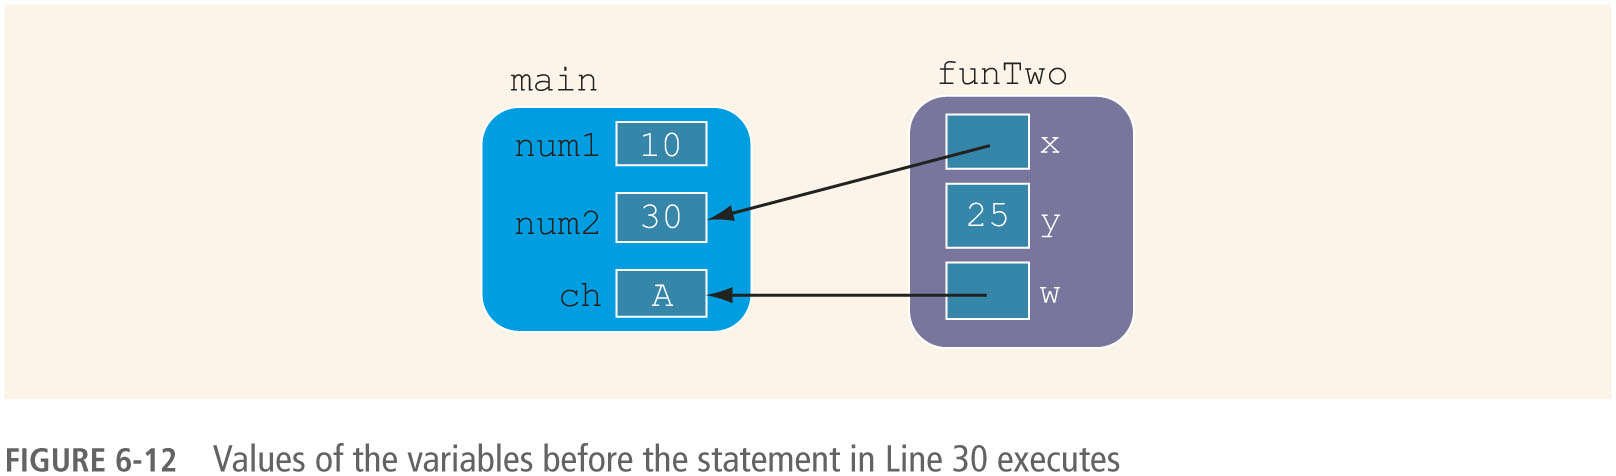 main
funTwo
num1 10
x
num2 30
25 y
ch A
w
FIGURE 6-12 Values of the variables before the statement in Line 30 executes